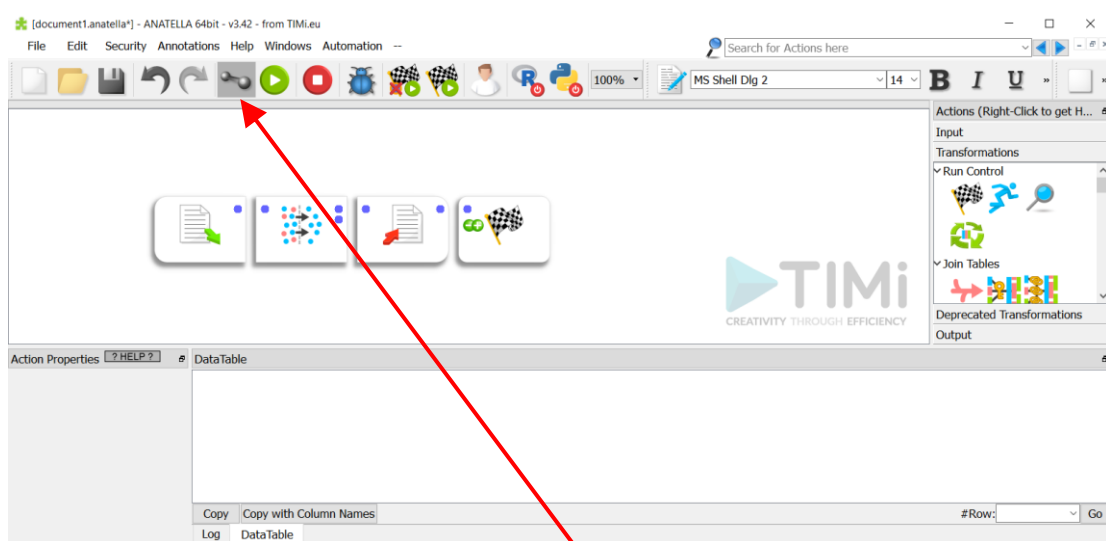 [document1.anatella*] - ANATELLA 64bit - v3.42 - from TIMi.eu
File Edit Security Annotations Help Windows Automation --
Search for Actions here
100% MS Shell Dlg 2 14 B I U »
Actions (Right-Click to get H...
Input
Transformations
Run Control
Join Tables
Deprecated Transformations
Output
TIMi
CREATIVITY THROUGH EFFICIENCY
Action Properties ? HELP ? DataTable
Copy Copy with Column Names #Row: Go
Log DataTable